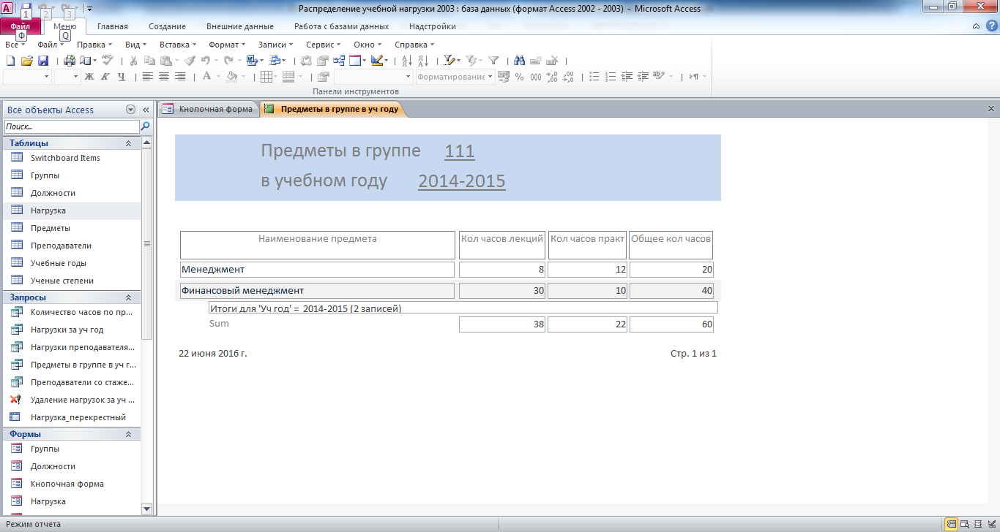 Распределение учебной нагрузки 2003 : база данных (формат Access 2002 - 2003) - Microsoft Access
1 2 3
Файл Меню Главная Создание Внешние данные Работа с базами данных Надстройки
Ф Q
Все Файл Правка Вид Вставка Формат Записи Сервис Окно Справка
Ж К Ч А Форматирование % 000
Панели инструментов
Все объекты Access
Кнопочная форма Предметы в группе в уч году
Поиск...
Таблицы
Switchboard Items
Группы
Должности
Нагрузка
Предметы
Преподаватели
Учебные годы
Ученые степени
Запросы
Количество часов по пр...
Нагрузки за уч год
Нагрузки преподавателя...
Предметы в группе в уч г...
Преподаватели со стаже...
Удаление нагрузок за уч ...
Нагрузка_перекрестный
Формы
Группы
Должности
Кнопочная форма
Нагрузка
Предметы в группе 111
в учебном году 2014-2015
Наименование предмета Кол часов лекций Кол часов практ Общее кол часов
Менеджмент 8 12 20
Финансовый менеджмент 30 10 40
Итоги для 'Уч год' = 2014-2015 (2 записей)
Sum 38 22 60
22 июня 2016 г. Стр. 1 из 1
Режим отчета